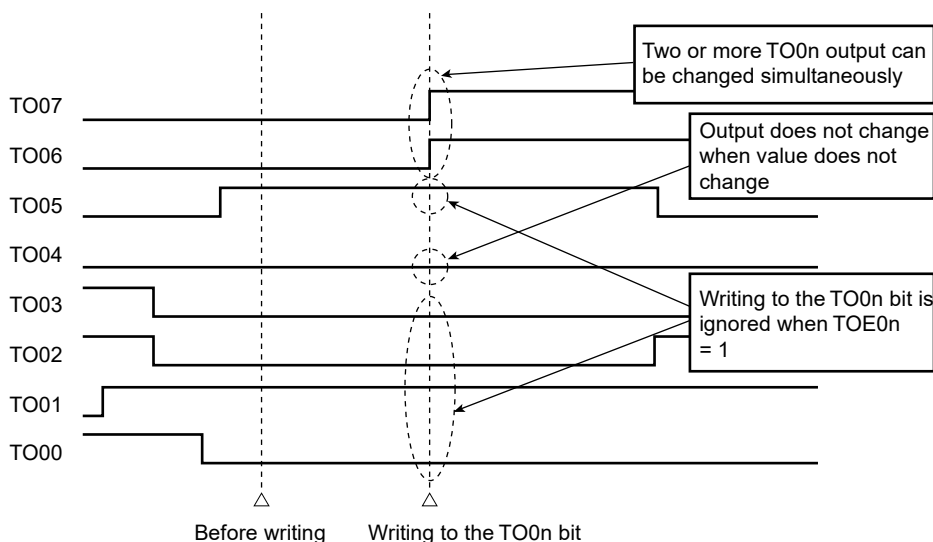 Two or more TO0n output can
be changed simultaneously
TO07
Output does not change
when value does not
change
TO06
TO05
TO04
Writing to the TO0n bit is
ignored when TOE0n
= 1
TO03
TO02
TO01
TO00
Before writing
Writing to the TO0n bit